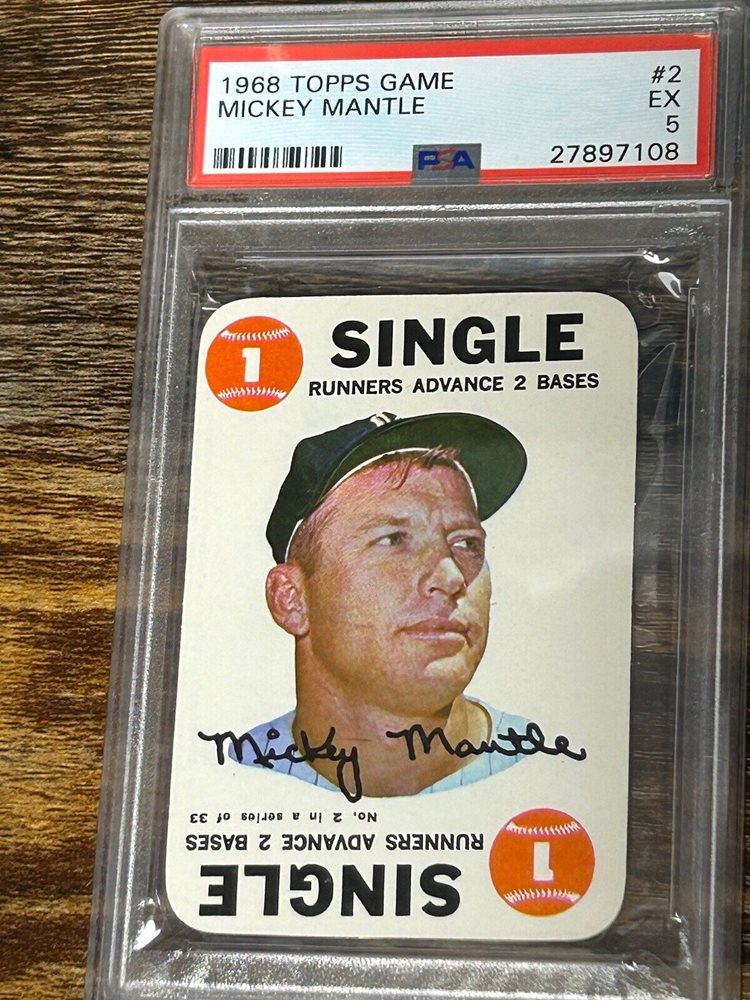 1968 TOPPS GAME #2
MICKEY MANTLE EX
5
PSA 27897108
1 SINGLE
RUNNERS ADVANCE 2 BASES
Mickey Mantle
No. 2 in a series of 33
RUNNERS ADVANCE 2 BASES
SINGLE 1